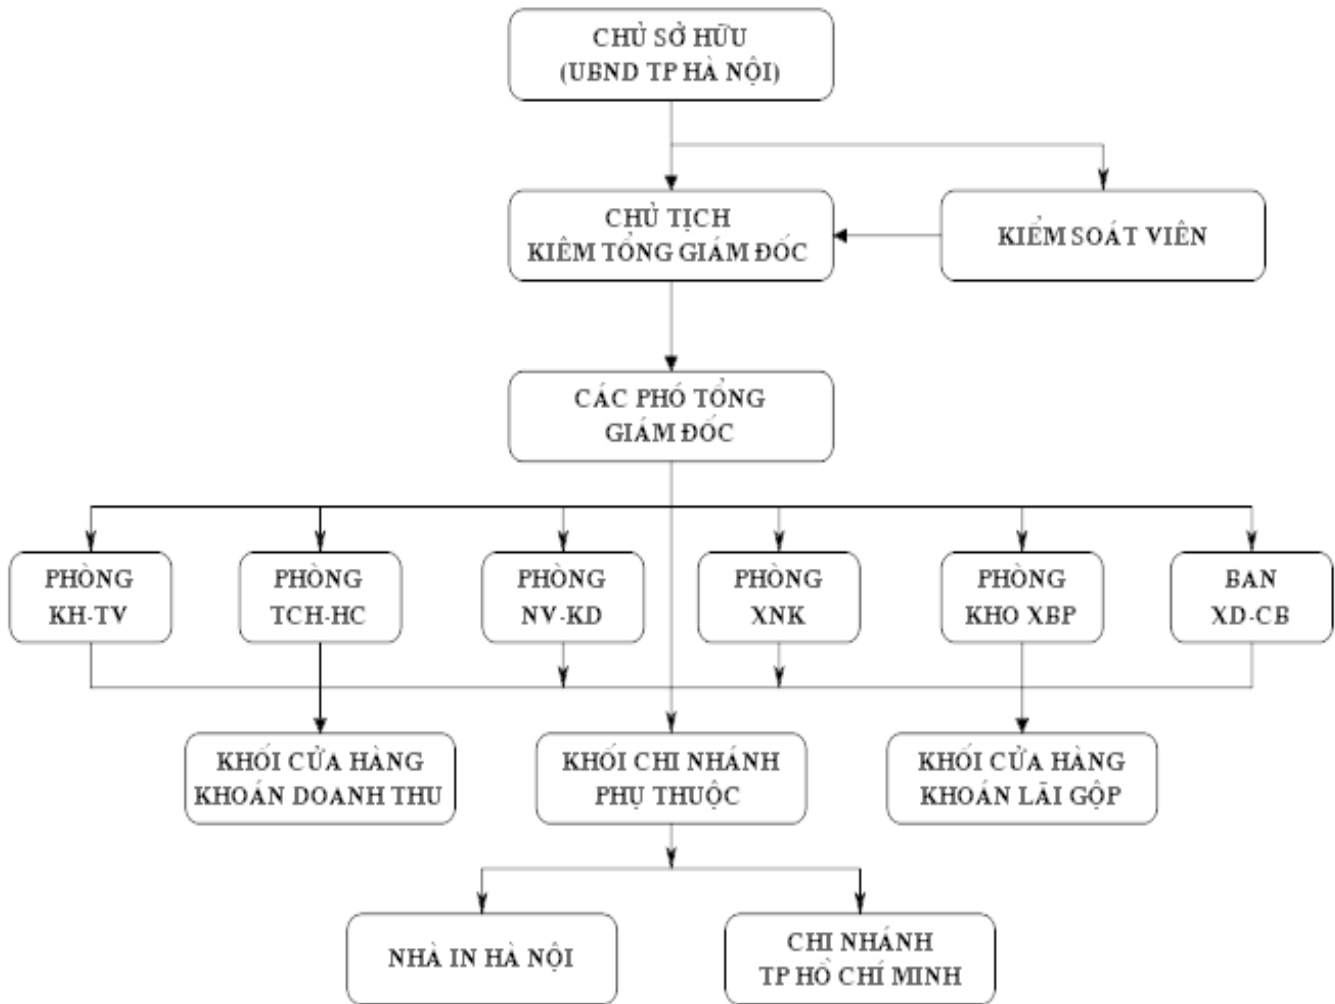 CHỦ SỞ HỮU
(UBND TP HÀ NỘI)
CHỦ TỊCH
KIÊM TỔNG GIÁM ĐỐC
KIỂM SOÁT VIÊN
CÁC PHÓ TỔNG
GIÁM ĐỐC
PHÒNG
KH-TV
PHÒNG
TCH-HC
PHÒNG
NV-KD
PHÒNG
XNK
PHÒNG
KHO XBP
BAN
XD-CB
KHỐI CỬA HÀNG
KHOÁN DOANH THU
KHỐI CHI NHÁNH
PHỤ THUỘC
KHỐI CỬA HÀNG
KHOÁN LÃI GỘP
NHÀ IN HÀ NỘI
CHI NHÁNH
TP HỒ CHÍ MINH